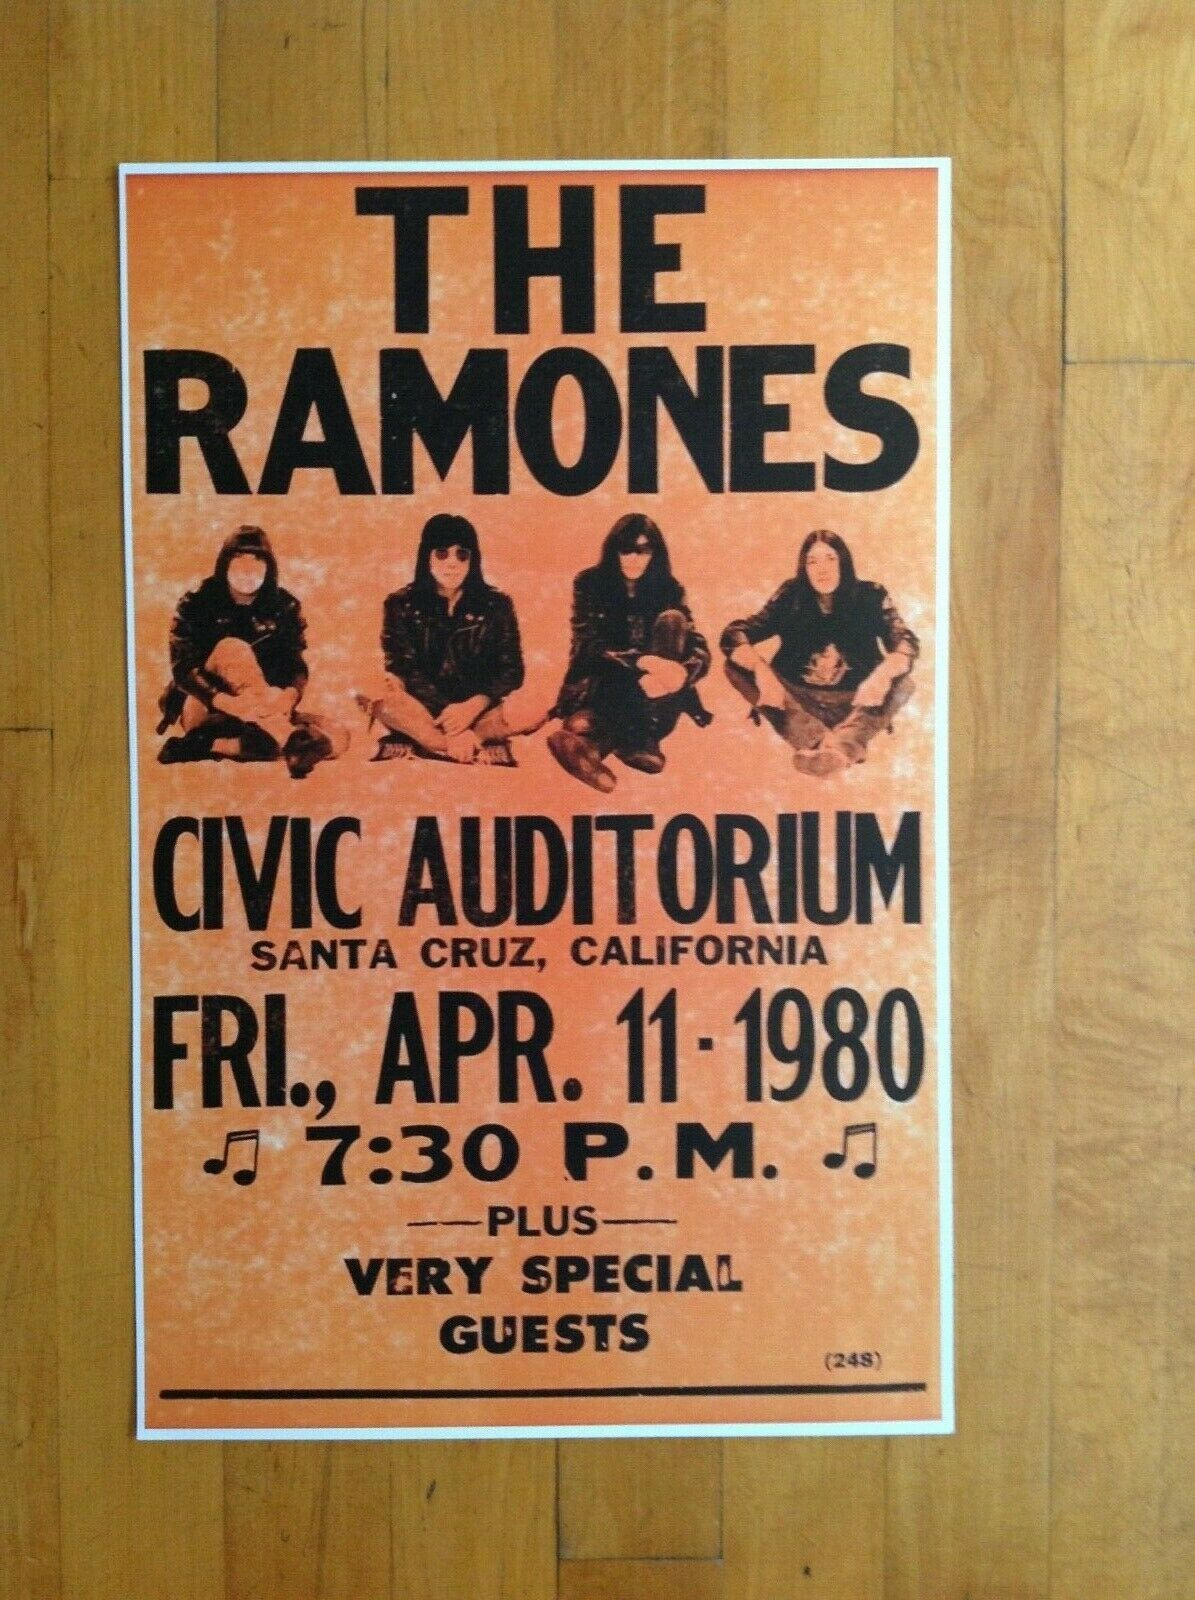 THE
RAMONES
CIVIC AUDITORIUM
SANTA CRUZ, CALIFORNIA
FRI., APR. 11 - 1980
♫ 7:30 P.M. ♫
—PLUS—
VERY SPECIAL
GUESTS
(248)